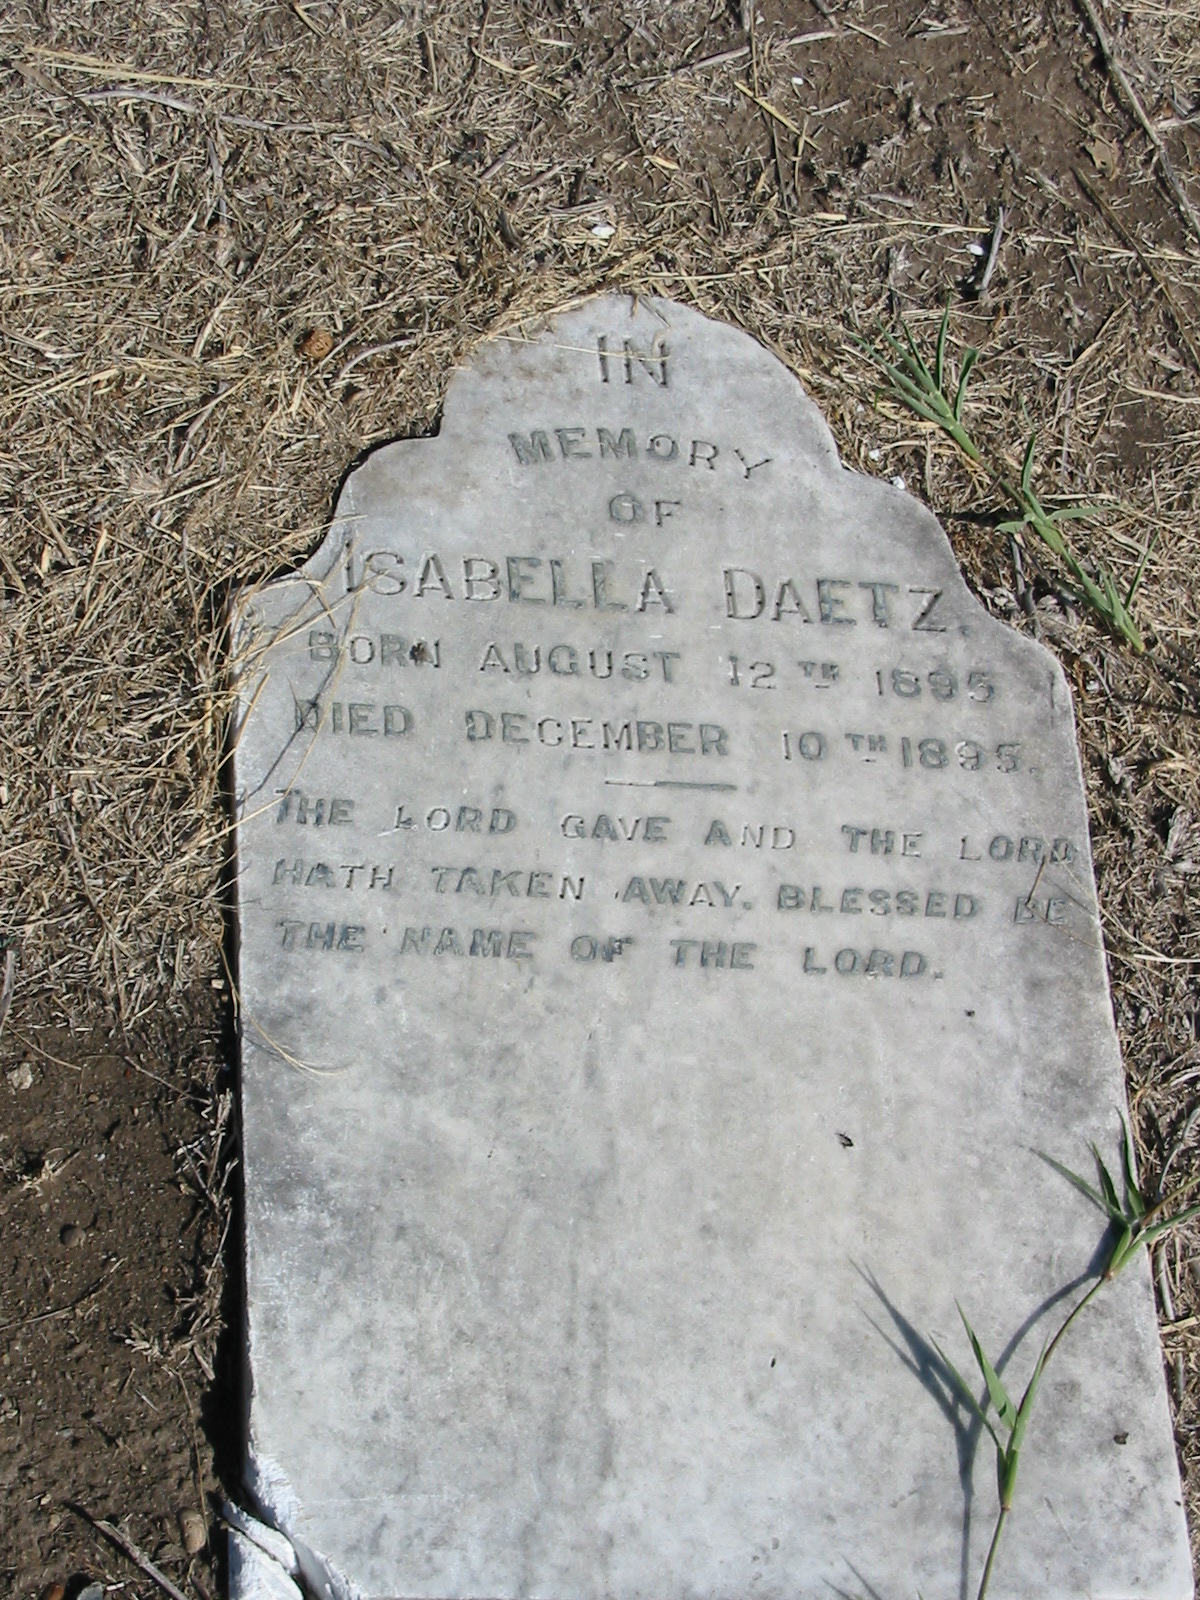 IN
MEMORY
OF
ISABELLA DAETZ.
BORN AUGUST 12TH 1895
DIED DECEMBER 10TH 1895.
THE LORD GAVE AND THE LORD
HATH TAKEN AWAY. BLESSED BE
THE NAME OF THE LORD.